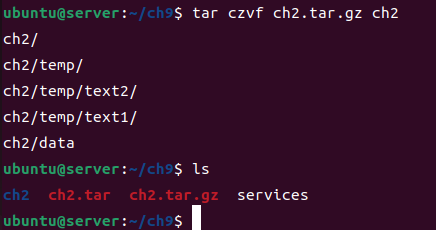 ubuntu@server:~/ch9$ tar czvf ch2.tar.gz ch2
ch2/
ch2/temp/
ch2/temp/text2/
ch2/temp/text1/
ch2/data
ubuntu@server:~/ch9$ ls
ch2  ch2.tar  ch2.tar.gz  services
ubuntu@server:~/ch9$